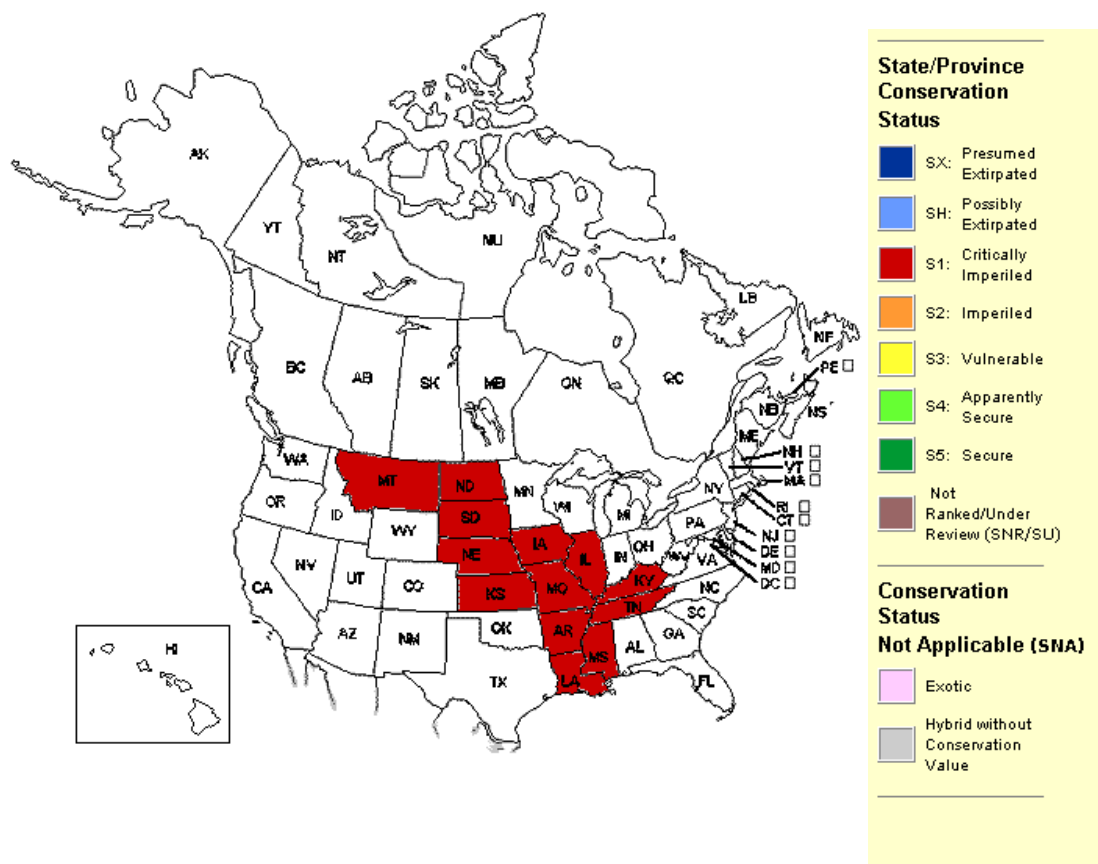 AK
YT
NT
NU
BC
AB
SK
MB
ON
QC
LB
NF
PE
NB
NS
ME
NH
VT
MA
RI
CT
NJ
DE
MD
DC
WA
OR
ID
MT
ND
SD
WY
MN
WI
MI
NY
PA
IA
NE
IL
IN
OH
WV
VA
CA
NV
UT
CO
KS
MO
KY
NC
TN
SC
AZ
NM
OK
AR
MS
AL
GA
TX
LA
FL
HI
State/Province
Conservation
Status
SX: Presumed
Extirpated
SH: Possibly
Extirpated
S1: Critically
Imperiled
S2: Imperiled
S3: Vulnerable
S4: Apparently
Secure
S5: Secure
Not
Ranked/Under
Review (SNR/SU)
Conservation
Status
Not Applicable (SNA)
Exotic
Hybrid without
Conservation
Value